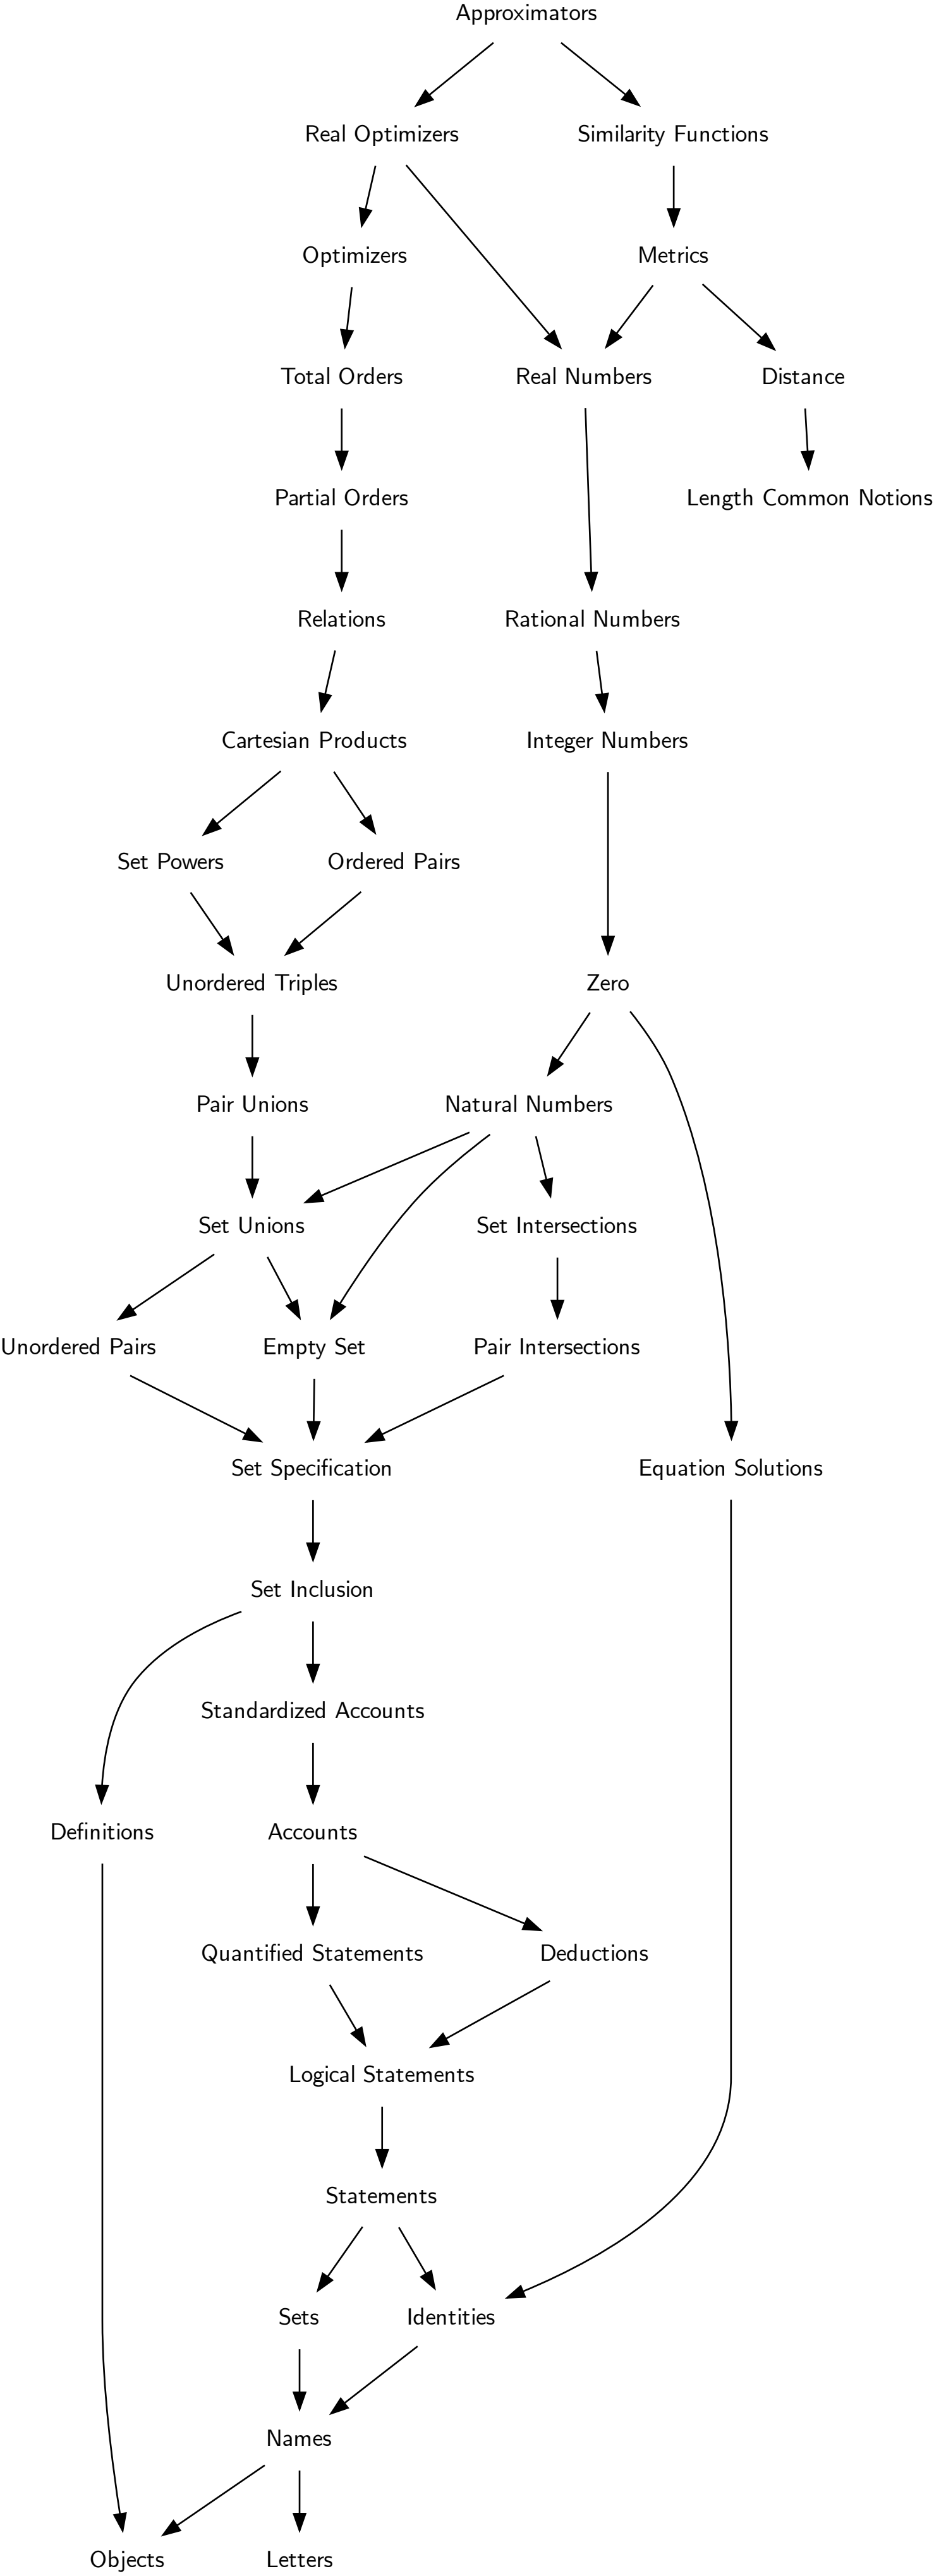 Approximators
Real Optimizers
Similarity Functions
Optimizers
Metrics
Total Orders
Real Numbers
Distance
Partial Orders
Length Common Notions
Relations
Rational Numbers
Cartesian Products
Integer Numbers
Set Powers
Ordered Pairs
Unordered Triples
Zero
Pair Unions
Natural Numbers
Set Unions
Set Intersections
Unordered Pairs
Empty Set
Pair Intersections
Set Specification
Equation Solutions
Set Inclusion
Standardized Accounts
Definitions
Accounts
Quantified Statements
Deductions
Logical Statements
Statements
Sets
Identities
Names
Objects
Letters